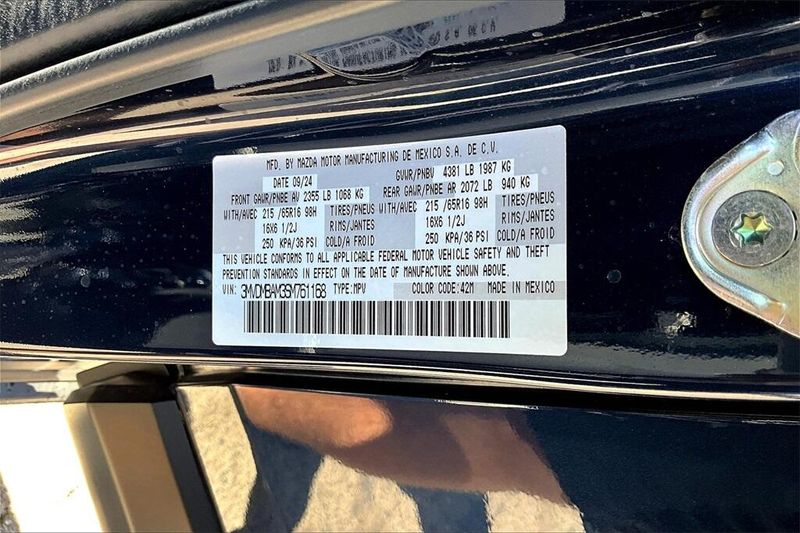 MFD. BY MAZDA MOTOR MANUFACTURING DE MEXICO S.A. DE C.V.
DATE 09/24 GVWR/PNBV 4381 LB 1987 KG
FRONT GAWR/PNBE AV 2355 LB 1068 KG REAR GAWR/PNBE AR 2072 LB 940 KG
WITH/AVEC 215 /65R16 98H TIRES/PNEUS WITH/AVEC 215 /65R16 98H TIRES/PNEUS
16X6 1/2J RIMS/JANTES 16X6 1/2J RIMS/JANTES
250 KPA/36 PSI COLD/A FROID 250 KPA/36 PSI COLD/A FROID
THIS VEHICLE CONFORMS TO ALL APPLICABLE FEDERAL MOTOR VEHICLE SAFETY AND THEFT
PREVENTION STANDARDS IN EFFECT ON THE DATE OF MANUFACTURE SHOWN ABOVE.
VIN: 3MVDMBAM3SM761168 TYPE:MPV COLOR CODE:42M MADE IN MEXICO